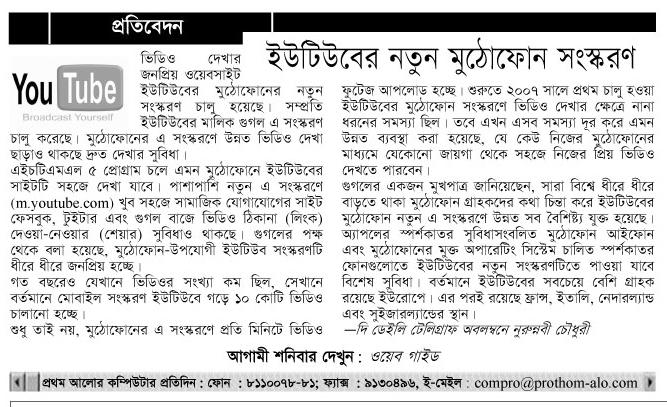 প্রতিবেদন
ইউটিউবের নতুন মুঠোফোন সংস্করণ
You Tube
Broadcast Yourself
ভিডিও দেখার
জনপ্রিয় ওয়েবসাইট
ইউটিউবের মুঠোফোনের নতুন
সংস্করণ চালু হয়েছে। সম্প্রতি
ইউটিউবের মালিক গুগল এ সংস্করণ
চালু করেছে। মুঠোফোনের এ সংস্করণে উন্নত ভিডিও দেখা
ছাড়াও থাকছে দ্রুত দেখার সুবিধা।
এইচটিএমএল ৫ প্রোগ্রাম চলে এমন মুঠোফোনে ইউটিউবের
সাইটটি সহজে দেখা যাবে। পাশাপাশি নতুন এ সংস্করণে
(m.youtube.com) খুব সহজে সামাজিক যোগাযোগের সাইট
ফেসবুক, টুইটার এবং গুগল বাজে ভিডিও ঠিকানা (লিংক)
দেওয়া-নেওয়ার (শেয়ার) সুবিধাও থাকছে। গুগলের পক্ষ
থেকে বলা হয়েছে, মুঠোফোন-উপযোগী ইউটিউব সংস্করণটি
ধীরে ধীরে জনপ্রিয় হচ্ছে।
গত বছরেও যেখানে ভিডিওর সংখ্যা কম ছিল, সেখানে
বর্তমানে মোবাইল সংস্করণ ইউটিউবে গড়ে ১০ কোটি ভিডিও
চালানো হচ্ছে।
শুধু তাই নয়, মুঠোফোনের এ সংস্করণে প্রতি মিনিটে ভিডিও
ফুটেজ আপলোড হচ্ছে। শুরুতে ২০০৭ সালে প্রথম চালু হওয়া
ইউটিউবের মুঠোফোন সংস্করণে ভিডিও দেখার ক্ষেত্রে নানা
ধরনের সমস্যা ছিল। তবে এখন এসব সমস্যা দূর করে এমন
উন্নত ব্যবস্থা করা হয়েছে, যে কেউ নিজের মুঠোফোনের
মাধ্যমে যেকোনো জায়গা থেকে সহজে নিজের প্রিয় ভিডিও
দেখতে পারবেন।
গুগলের একজন মুখপাত্র জানিয়েছেন, সারা বিশ্বে ধীরে ধীরে
বাড়তে থাকা মুঠোফোন গ্রাহকদের কথা চিন্তা করে ইউটিউবের
মুঠোফোন নতুন এ সংস্করণে উন্নত সব বৈশিষ্ট্য যুক্ত হয়েছে।
অ্যাপলের স্পর্শকাতর সুবিধাসংবলিত মুঠোফোন আইফোন
এবং মুঠোফোনের মুক্ত অপারেটিং সিস্টেম চালিত স্পর্শকাতর
ফোনগুলোতে ইউটিউবের নতুন সংস্করণটিতে পাওয়া যাবে
বিশেষ সুবিধা। বর্তমানে ইউটিউবের সবচেয়ে বেশি গ্রাহক
রয়েছে ইউরোপে। এর পরই রয়েছে ফ্রান্স, ইতালি, নেদারল্যান্ড
এবং সুইজারল্যান্ডের স্থান।
—দি ডেইলি টেলিগ্রাফ অবলম্বনে নুরুন্নবী চৌধুরী
আগামী শনিবার দেখুন : ওয়েব গাইড
প্রথম আলোর কম্পিউটার প্রতিদিন : ফোন : ৮১১০০৭৮-৮১; ফ্যাক্স : ৯১৩০৪৯৬, ই-মেইল : compro@prothom-alo.com